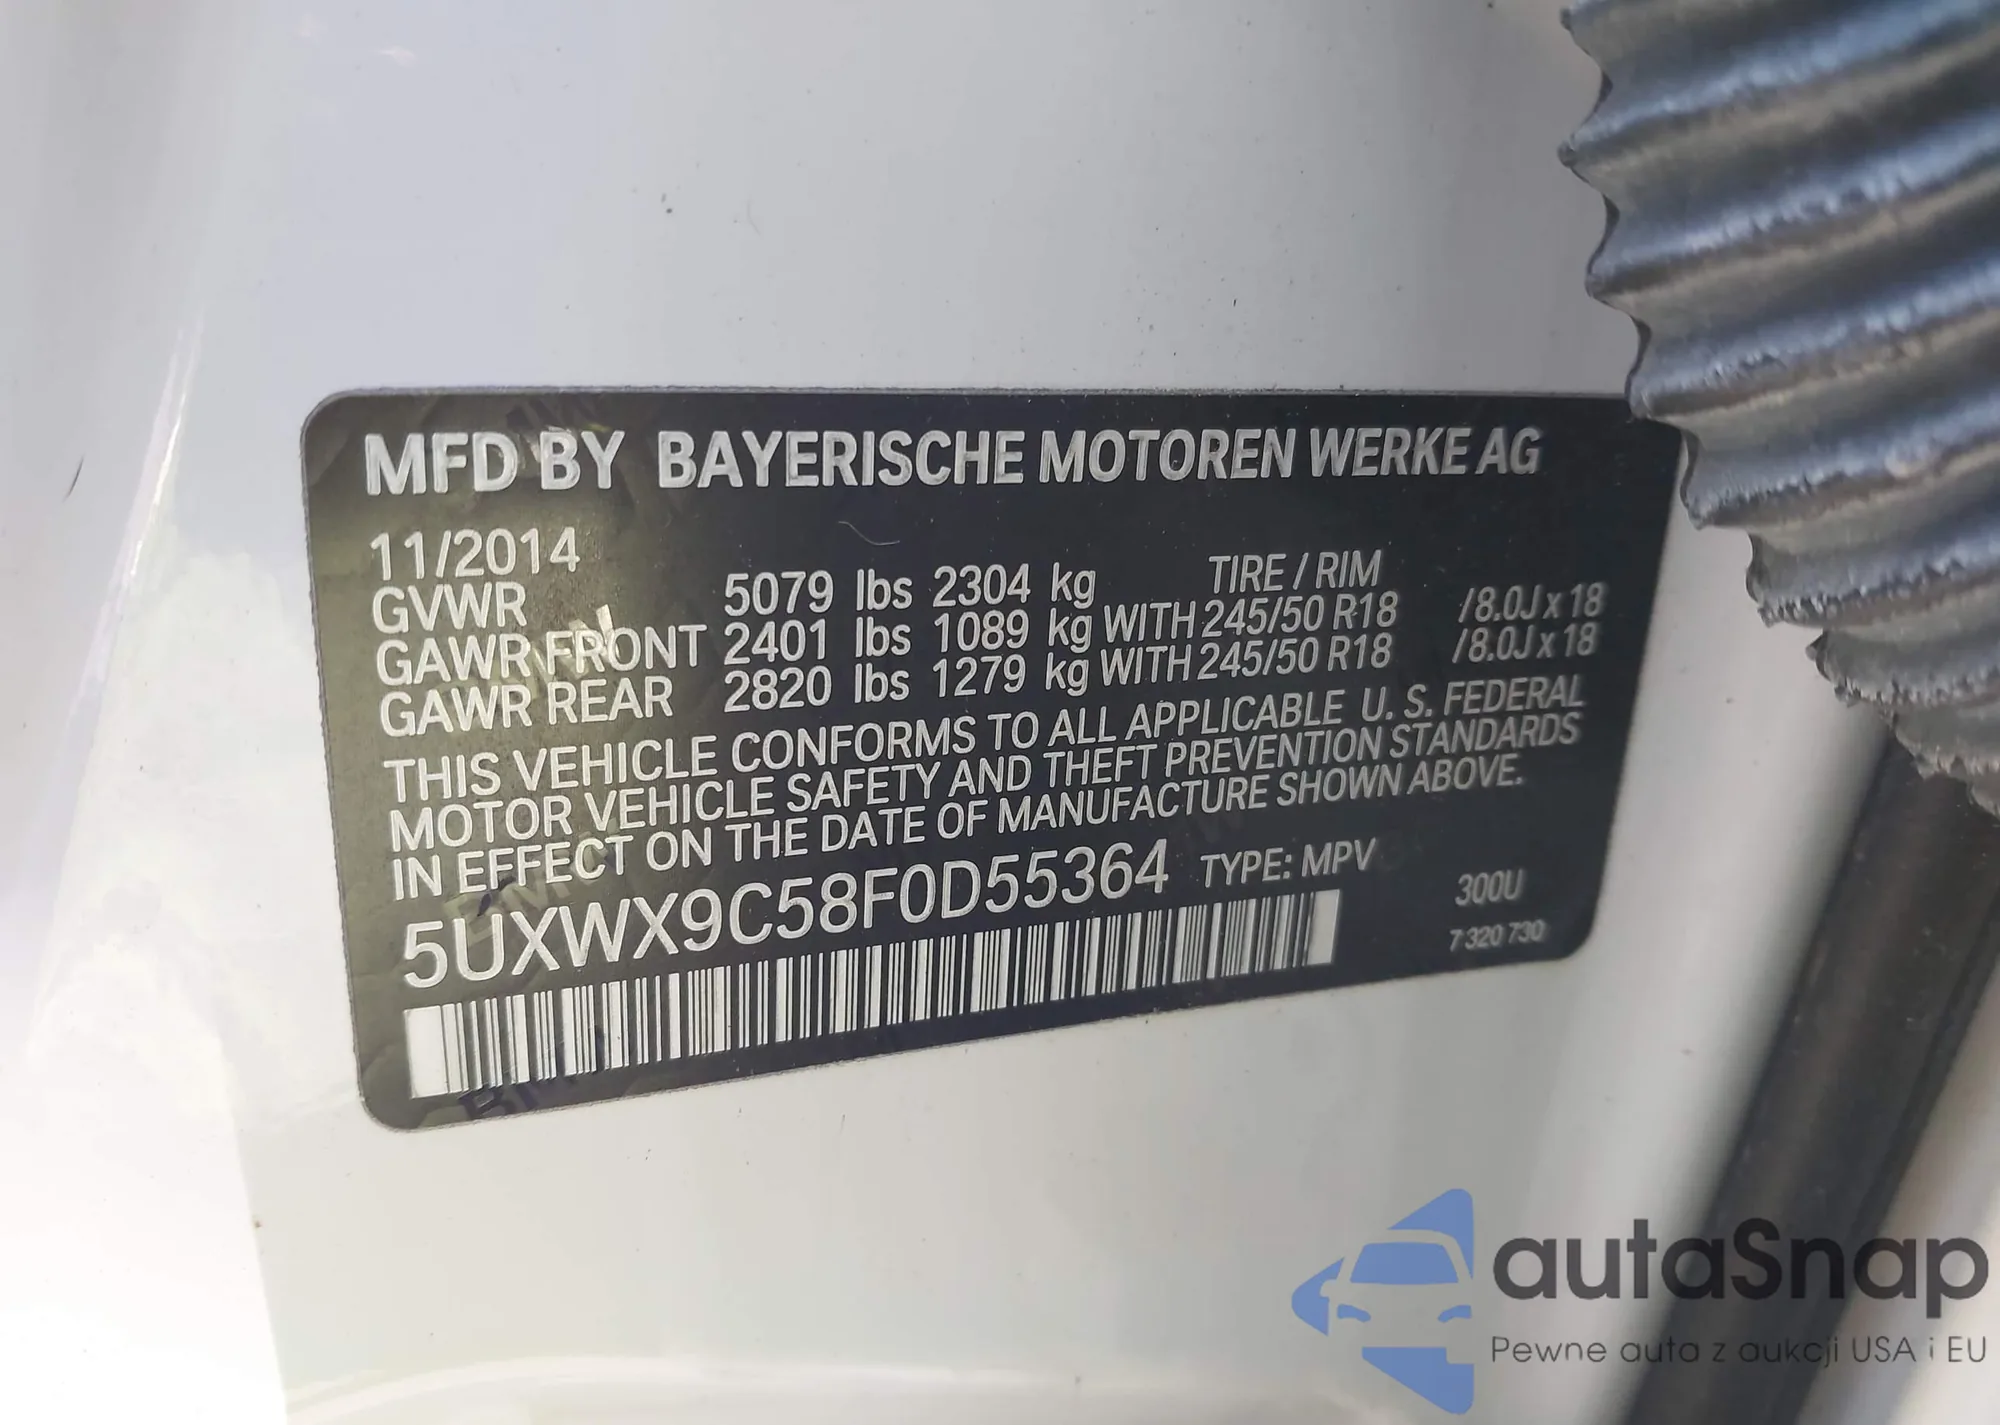 MFD BY BAYERISCHE MOTOREN WERKE AG
11/2014
TIRE / RIM
GVWR 5079 lbs 2304 kg
GAWR FRONT 2401 lbs 1089 kg WITH 245/50 R18 /8.0J x 18
GAWR REAR 2820 lbs 1279 kg WITH 245/50 R18 /8.0J x 18
THIS VEHICLE CONFORMS TO ALL APPLICABLE U. S. FEDERAL
MOTOR VEHICLE SAFETY AND THEFT PREVENTION STANDARDS
IN EFFECT ON THE DATE OF MANUFACTURE SHOWN ABOVE.
5UXWX9C58F0D55364 TYPE: MPV
300U
7 320 730
autaSnap
Pewne auta z aukcji USA i EU